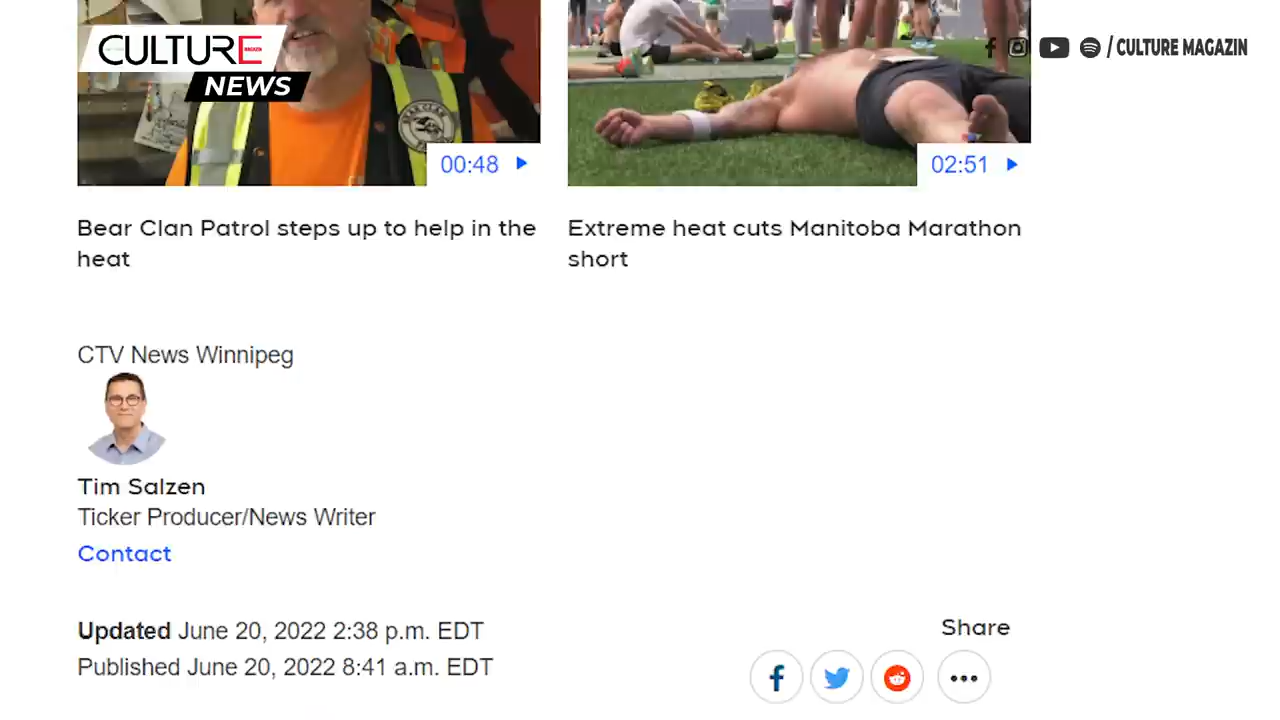 CULTURE
NEWS
/ CULTURE MAGAZIN
00:48
02:51
Bear Clan Patrol steps up to help in the
heat
Extreme heat cuts Manitoba Marathon
short
CTV News Winnipeg
Tim Salzen
Ticker Producer/News Writer
Contact
Updated June 20, 2022 2:38 p.m. EDT
Published June 20, 2022 8:41 a.m. EDT
Share